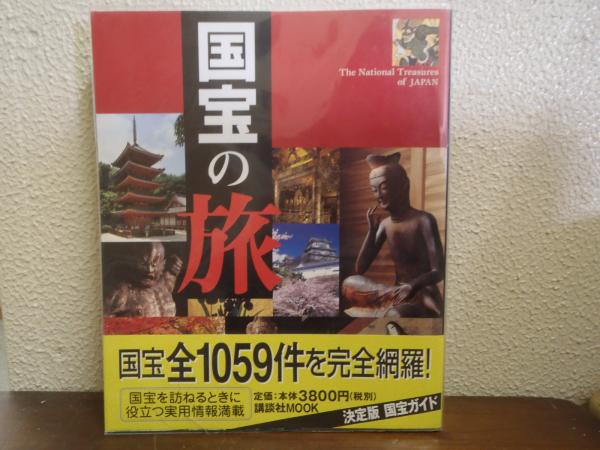 国宝の旅
The National Treasures
of JAPAN
国宝全1059件を完全網羅!
国宝を訪ねるときに
役立つ実用情報満載
定価:本体3800円(税別)
講談社MOOK
決定版 国宝ガイド